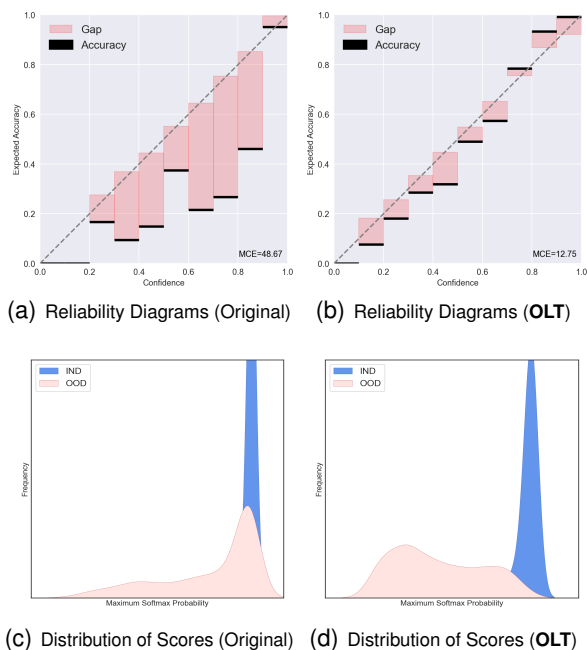 Gap
Accuracy
Expected Accuracy
1.0
0.8
0.6
0.4
0.2
0.0
MCE=48.67
0.0 0.2 0.4 0.6 0.8 1.0
Confidence
(a) Reliability Diagrams (Original)
Gap
Accuracy
Expected Accuracy
1.0
0.8
0.6
0.4
0.2
0.0
MCE=12.75
0.0 0.2 0.4 0.6 0.8 1.0
Confidence
(b) Reliability Diagrams (OLT)
IND
OOD
Frequency
Maximum Softmax Probability
(c) Distribution of Scores (Original)
IND
OOD
Frequency
Maximum Softmax Probability
(d) Distribution of Scores (OLT)